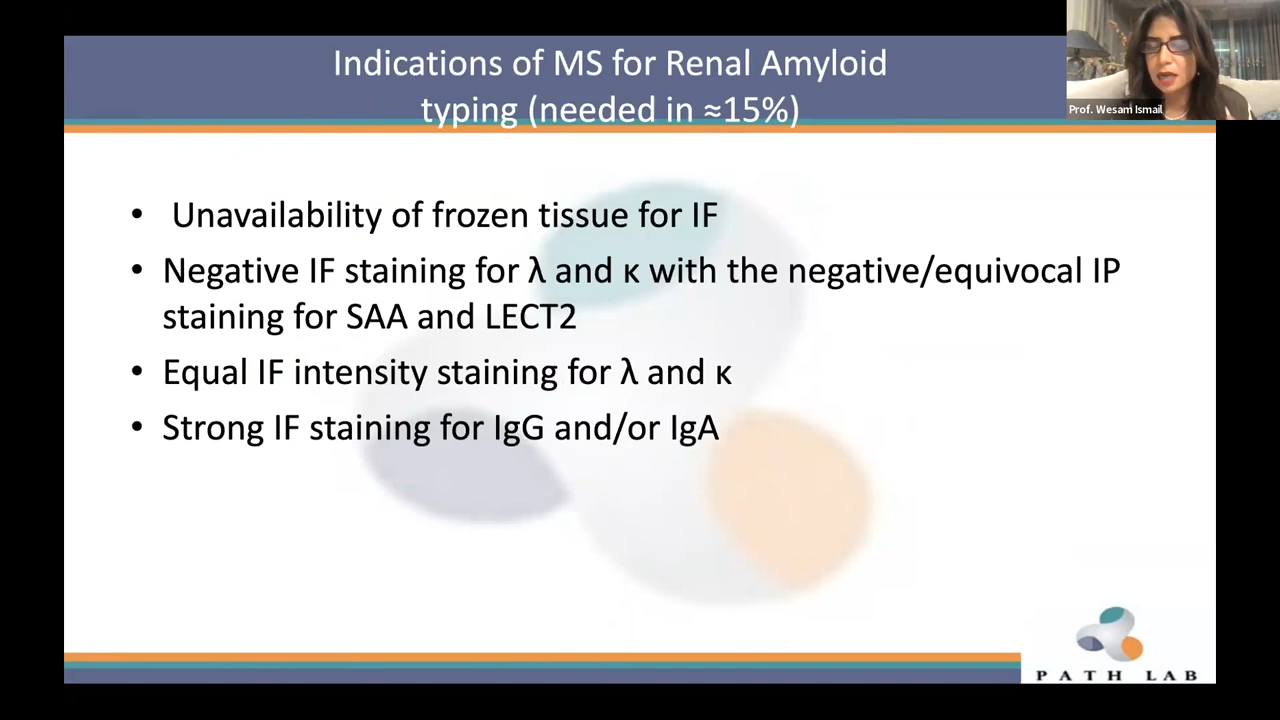 Indications of MS for Renal Amyloid
typing (needed in ≈15%)
Prof. Wesam Ismail
• Unavailability of frozen tissue for IF
• Negative IF staining for λ and κ with the negative/equivocal IP
staining for SAA and LECT2
• Equal IF intensity staining for λ and κ
• Strong IF staining for IgG and/or IgA
PATH LAB